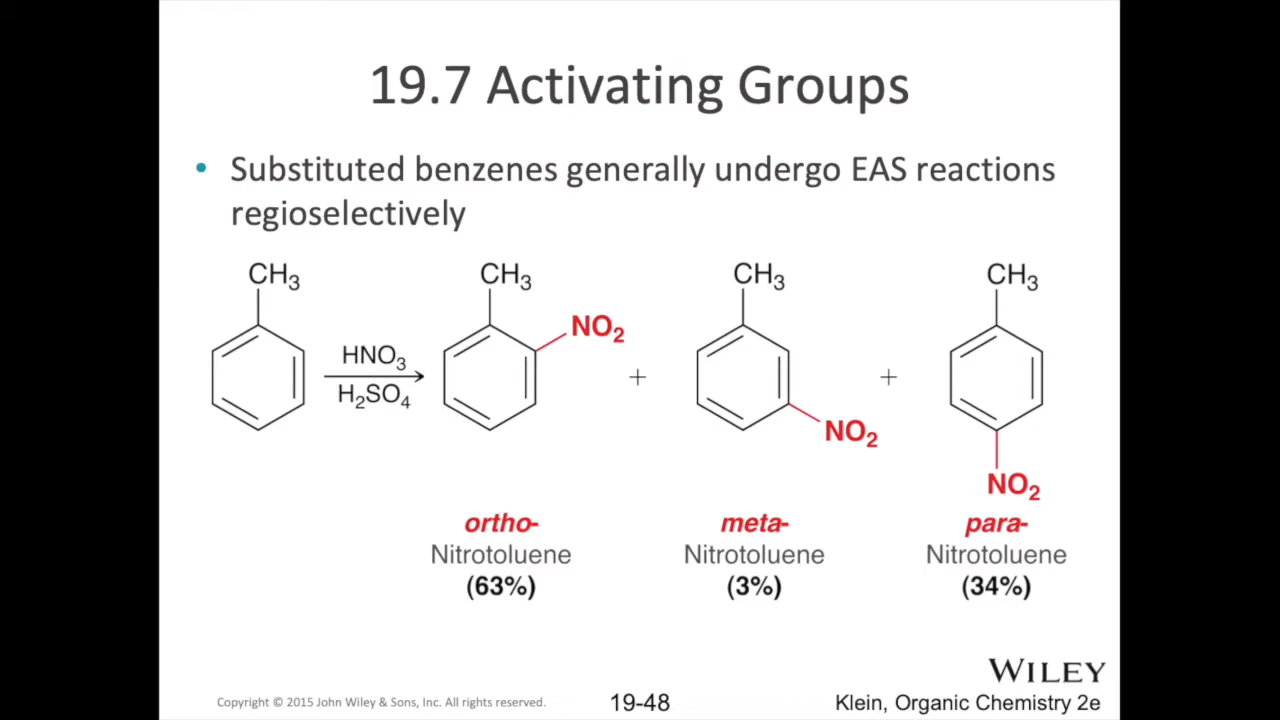 19.7 Activating Groups
• Substituted benzenes generally undergo EAS reactions
regioselectively
CH₃
HNO₃
H₂SO₄
CH₃
NO₂
+
CH₃
NO₂
+
CH₃
NO₂
ortho-
Nitrotoluene
(63%)
meta-
Nitrotoluene
(3%)
para-
Nitrotoluene
(34%)
WILEY
Copyright © 2015 John Wiley & Sons, Inc. All rights reserved.
19-48
Klein, Organic Chemistry 2e